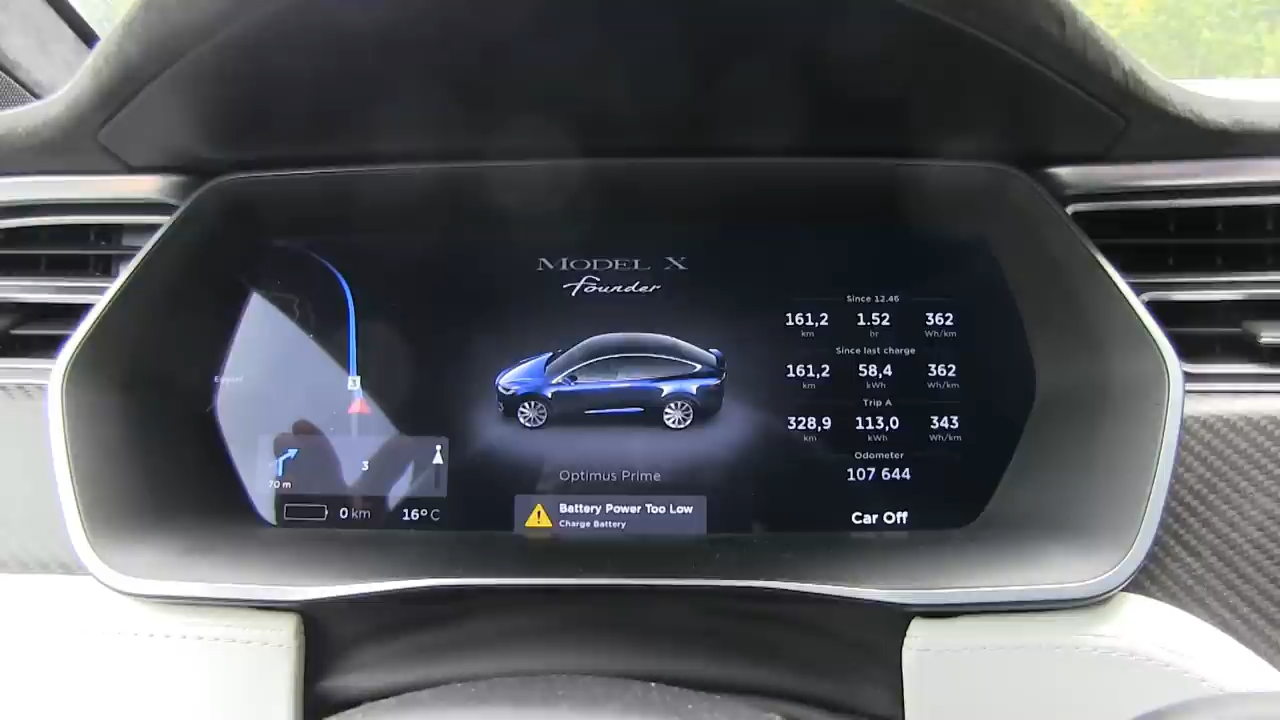 MODEL X
Founder
Since 12.46
161,2 1.52 362
km hr Wh/km
Since last charge
161,2 58,4 362
km kWh Wh/km
Trip A
328,9 113,0 343
km kWh Wh/km
Odometer
107 644
3
3
70 m
0 km 16°C
Optimus Prime
Battery Power Too Low
Charge Battery
Car Off